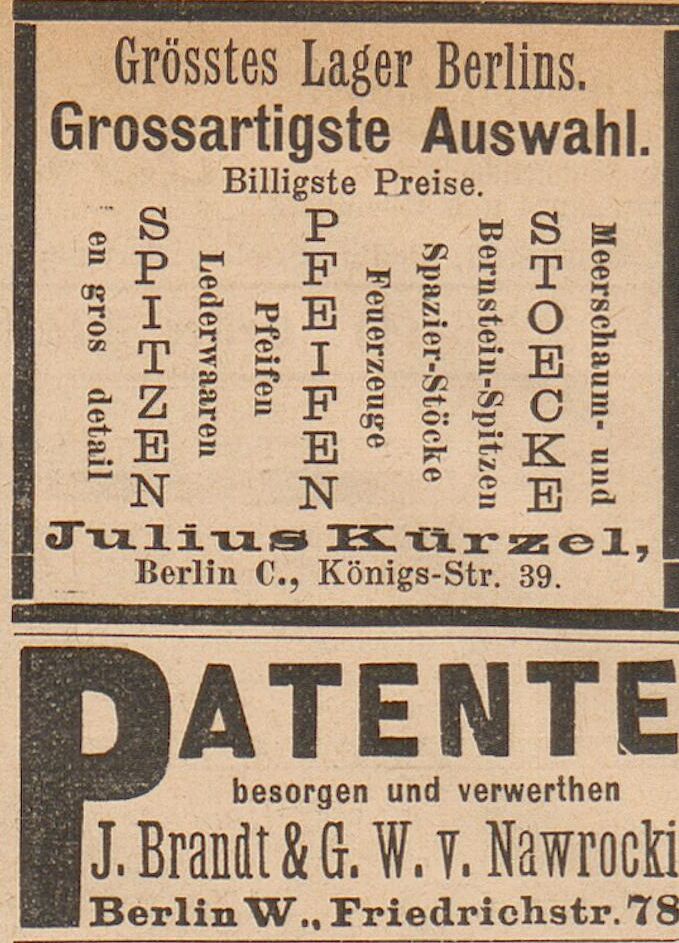 Grösstes Lager Berlins.
Grossartigste Auswahl.
Billigste Preise.
en gros detail
SPITZEN
Lederwaaren
Pfeifen
PFEIFEN
Feuerzeuge
Spazier-Stöcke
Bernstein-Spitzen
STOECKE
Meerschaum- und
Julius Kürzel,
Berlin C., Königs-Str. 39.
PATENTE
besorgen und verwerthen
J. Brandt & G. W. v. Nawrocki
Berlin W., Friedrichstr. 78